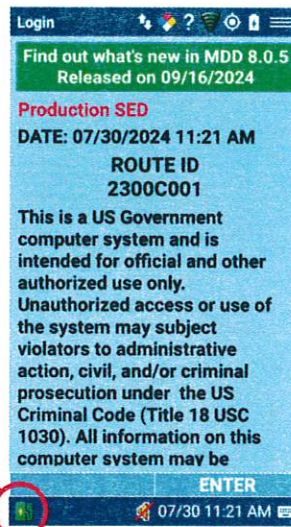 Login ?
Find out what's new in MDD 8.0.5
Released on 09/16/2024
Production SED
DATE: 07/30/2024 11:21 AM
ROUTE ID
2300C001
This is a US Government
computer system and is
intended for official and other
authorized use only.
Unauthorized access or use of
the system may subject
violators to administrative
action, civil, and/or criminal
prosecution under the US
Criminal Code (Title 18 USC
1030). All information on this
computer system may be
ENTER
07/30 11:21 AM